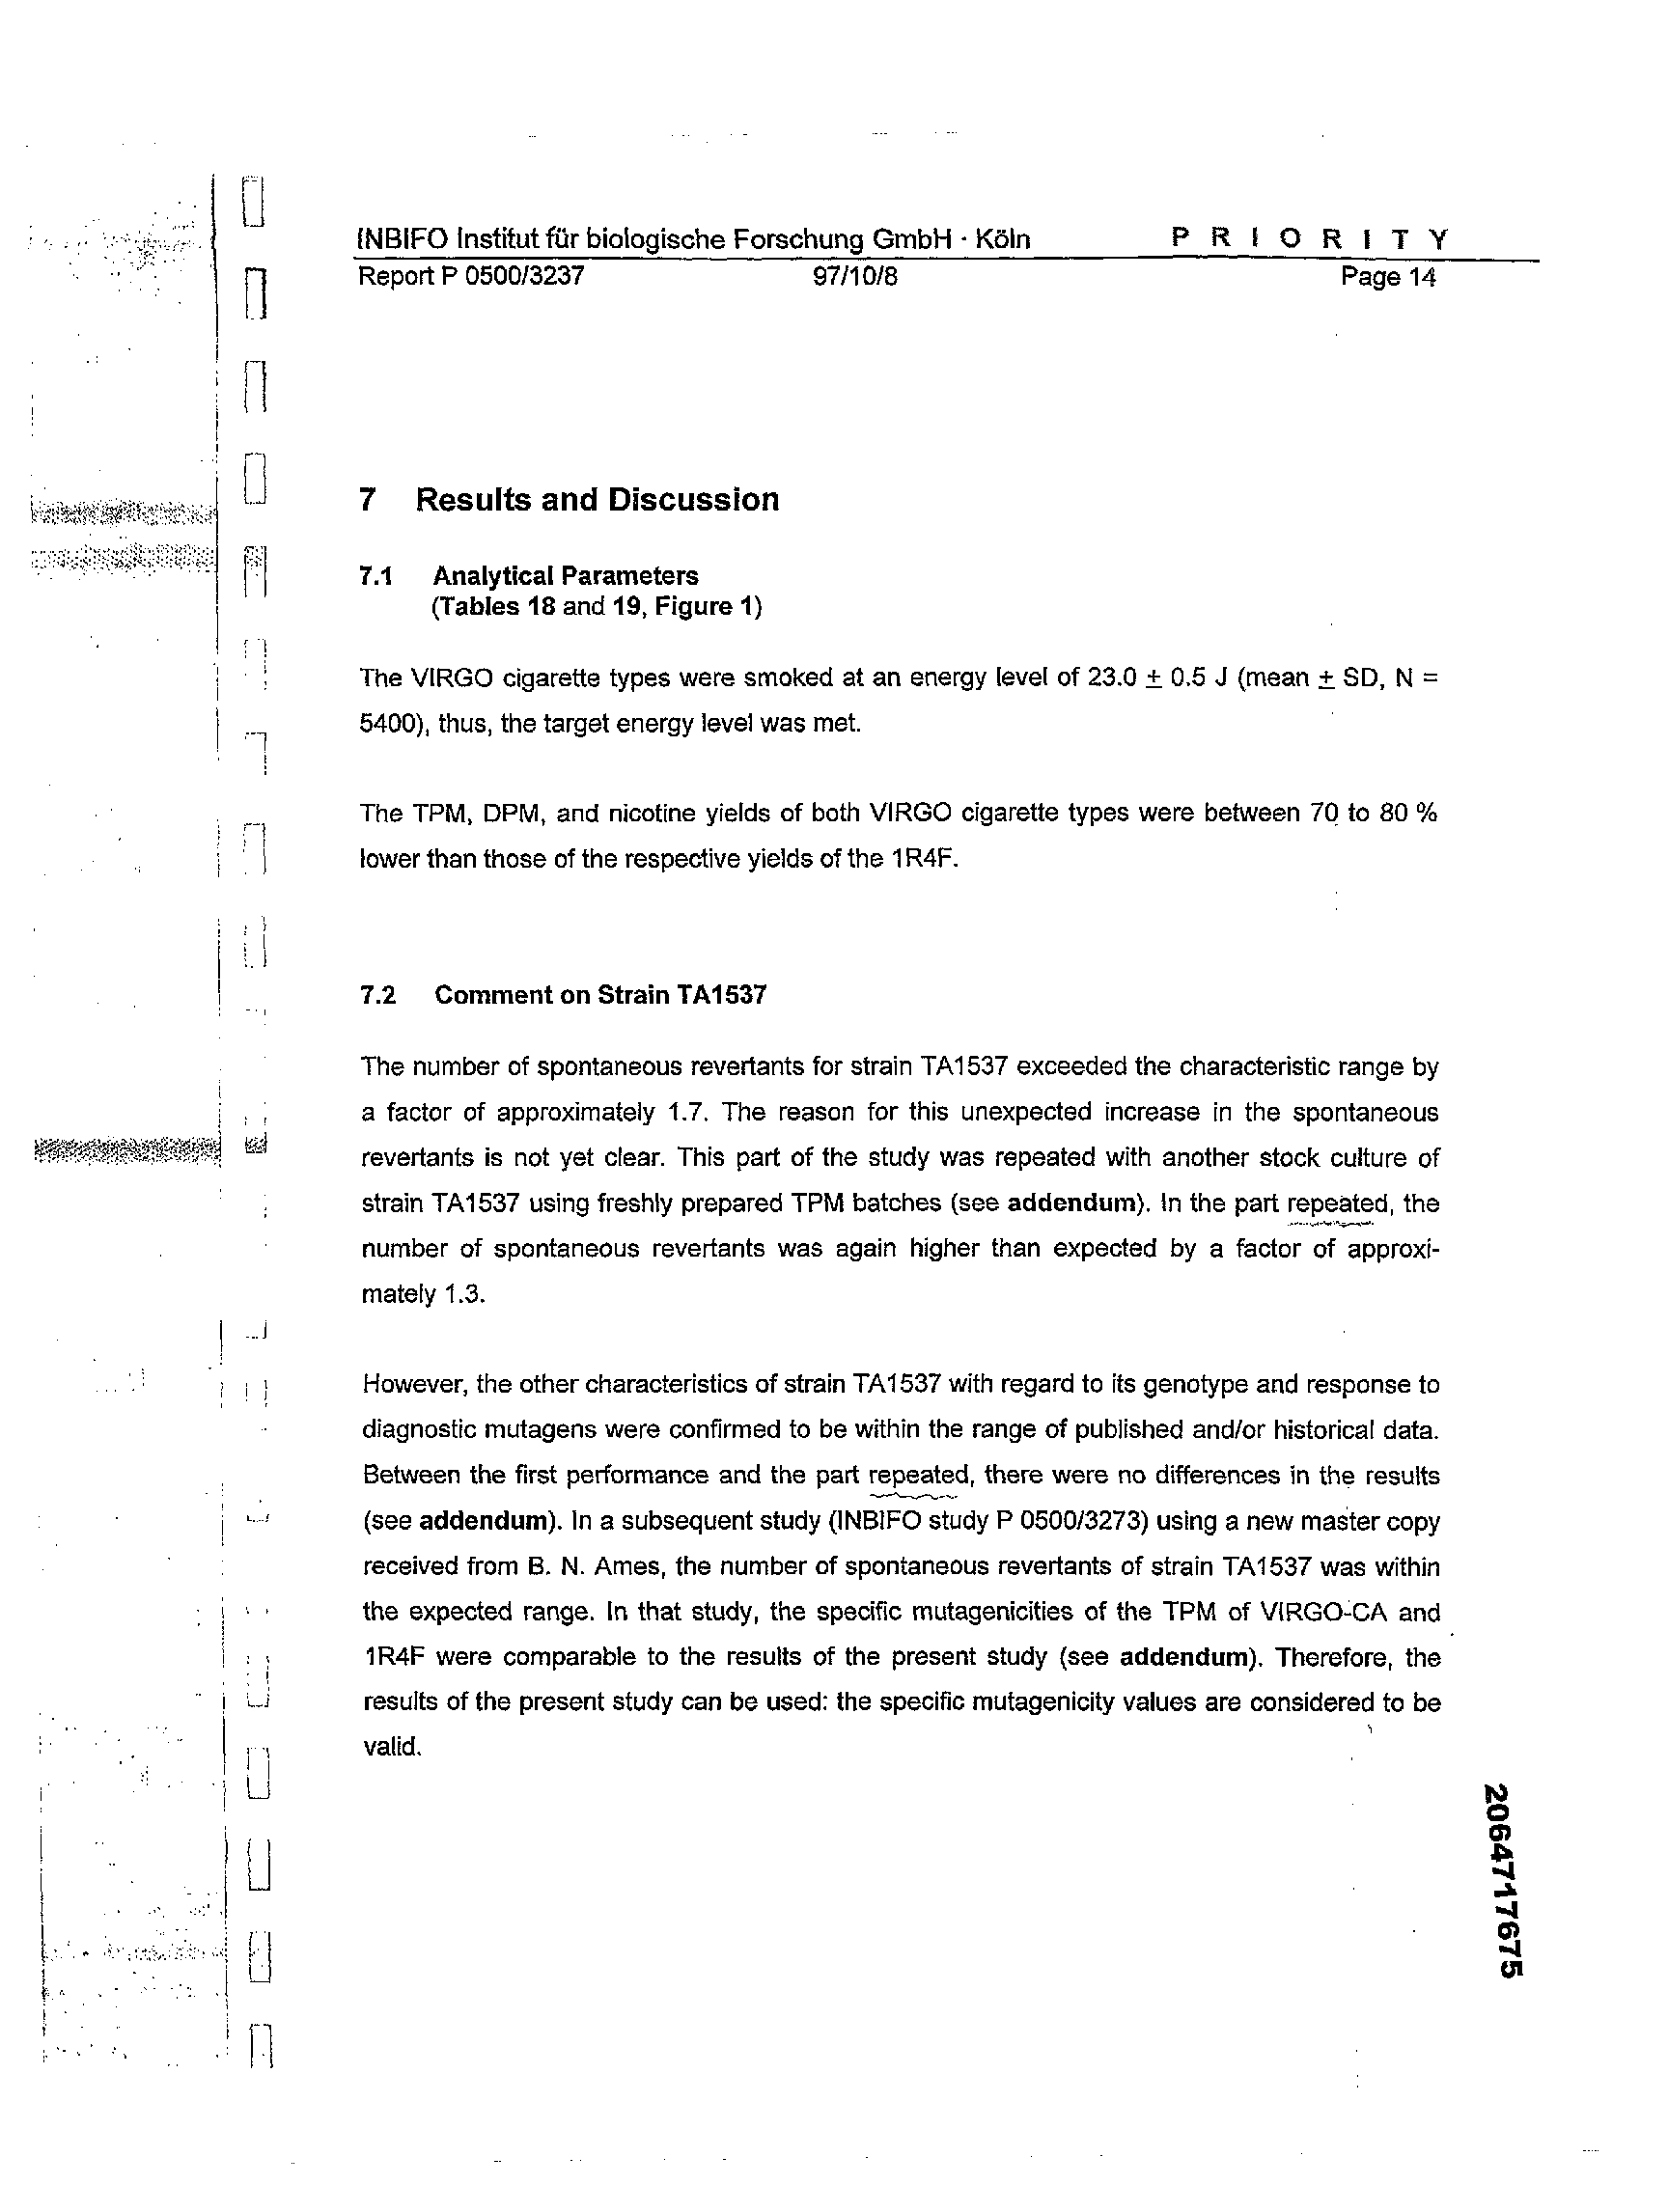 INBIFO Institut für biologische Forschung GmbH · Köln PRIORITY
Report P 0500/3237 97/10/8 Page 14
7 Results and Discussion
7.1 Analytical Parameters
(Tables 18 and 19, Figure 1)
The VIRGO cigarette types were smoked at an energy level of 23.0 ± 0.5 J (mean ± SD, N =
5400), thus, the target energy level was met.
The TPM, DPM, and nicotine yields of both VIRGO cigarette types were between 70 to 80 %
lower than those of the respective yields of the 1R4F.
7.2 Comment on Strain TA1537
The number of spontaneous revertants for strain TA1537 exceeded the characteristic range by
a factor of approximately 1.7. The reason for this unexpected increase in the spontaneous
revertants is not yet clear. This part of the study was repeated with another stock culture of
strain TA1537 using freshly prepared TPM batches (see addendum). In the part repeated, the
number of spontaneous revertants was again higher than expected by a factor of approxi-
mately 1.3.
However, the other characteristics of strain TA1537 with regard to its genotype and response to
diagnostic mutagens were confirmed to be within the range of published and/or historical data.
Between the first performance and the part repeated, there were no differences in the results
(see addendum). In a subsequent study (INBIFO study P 0500/3273) using a new master copy
received from B. N. Ames, the number of spontaneous revertants of strain TA1537 was within
the expected range. In that study, the specific mutagenicities of the TPM of VIRGO-CA and
1R4F were comparable to the results of the present study (see addendum). Therefore, the
results of the present study can be used: the specific mutagenicity values are considered to be
valid.
2064717675